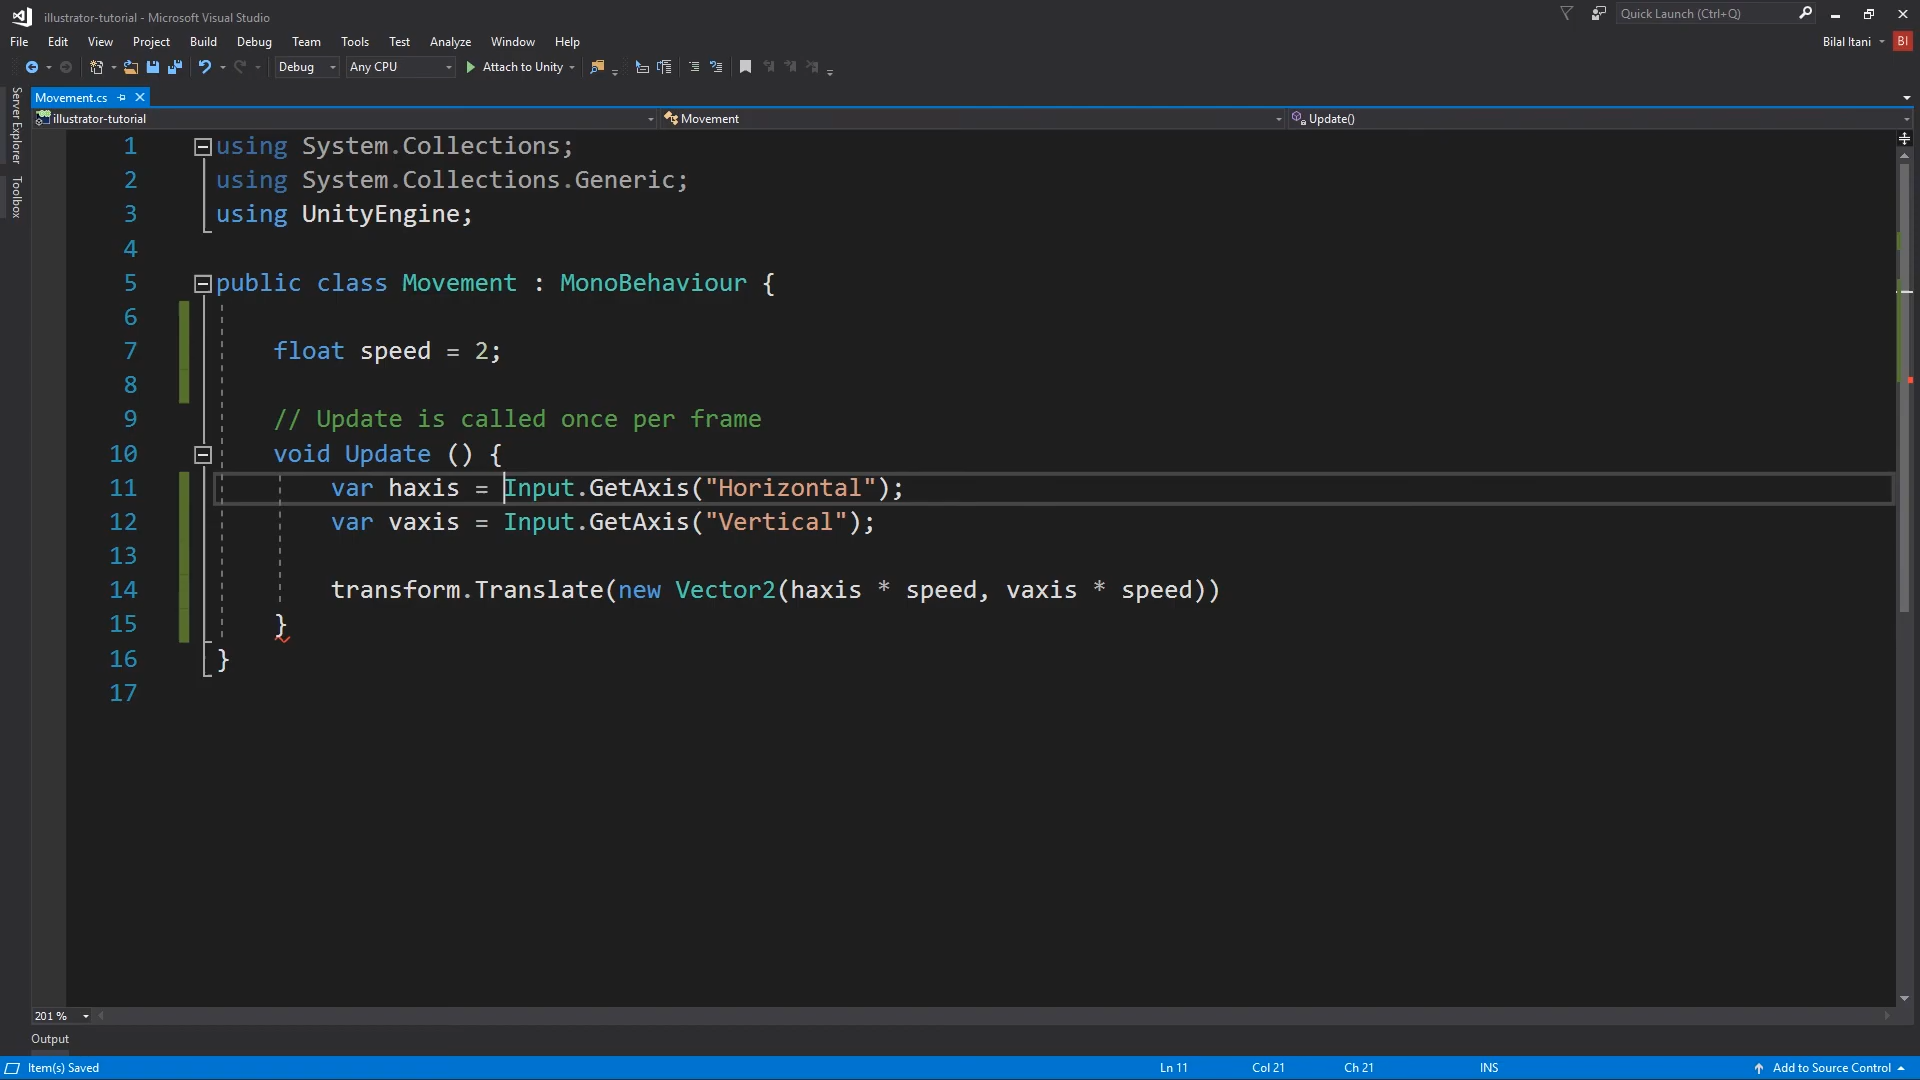 illustrator-tutorial - Microsoft Visual Studio
Quick Launch (Ctrl+Q)
File Edit View Project Build Debug Team Tools Test Analyze Window Help
Bilal Itani BI
Debug Any CPU Attach to Unity
Server Explorer
Toolbox
Movement.cs
illustrator-tutorial Movement Update()
1 using System.Collections;
2 using System.Collections.Generic;
3 using UnityEngine;
4
5 public class Movement : MonoBehaviour {
6
7 float speed = 2;
8
9 // Update is called once per frame
10 void Update () {
11 var haxis = Input.GetAxis("Horizontal");
12 var vaxis = Input.GetAxis("Vertical");
13
14 transform.Translate(new Vector2(haxis * speed, vaxis * speed))
15 }
16 }
17
201 %
Output
Item(s) Saved Ln 11 Col 21 Ch 21 INS Add to Source Control